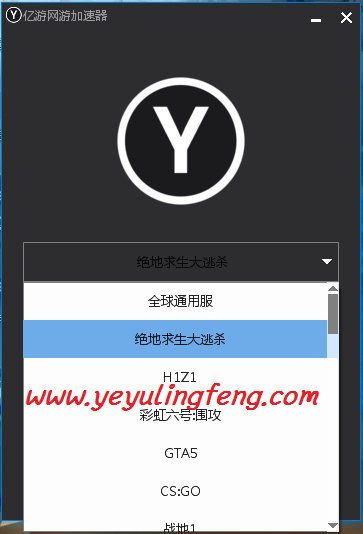 亿游网游加速器
Y
绝地求生大逃杀
全球通用服
绝地求生大逃杀
H1Z1
www.yeyulingfeng.com
彩虹六号:围攻
GTA5
CS:GO
战地1